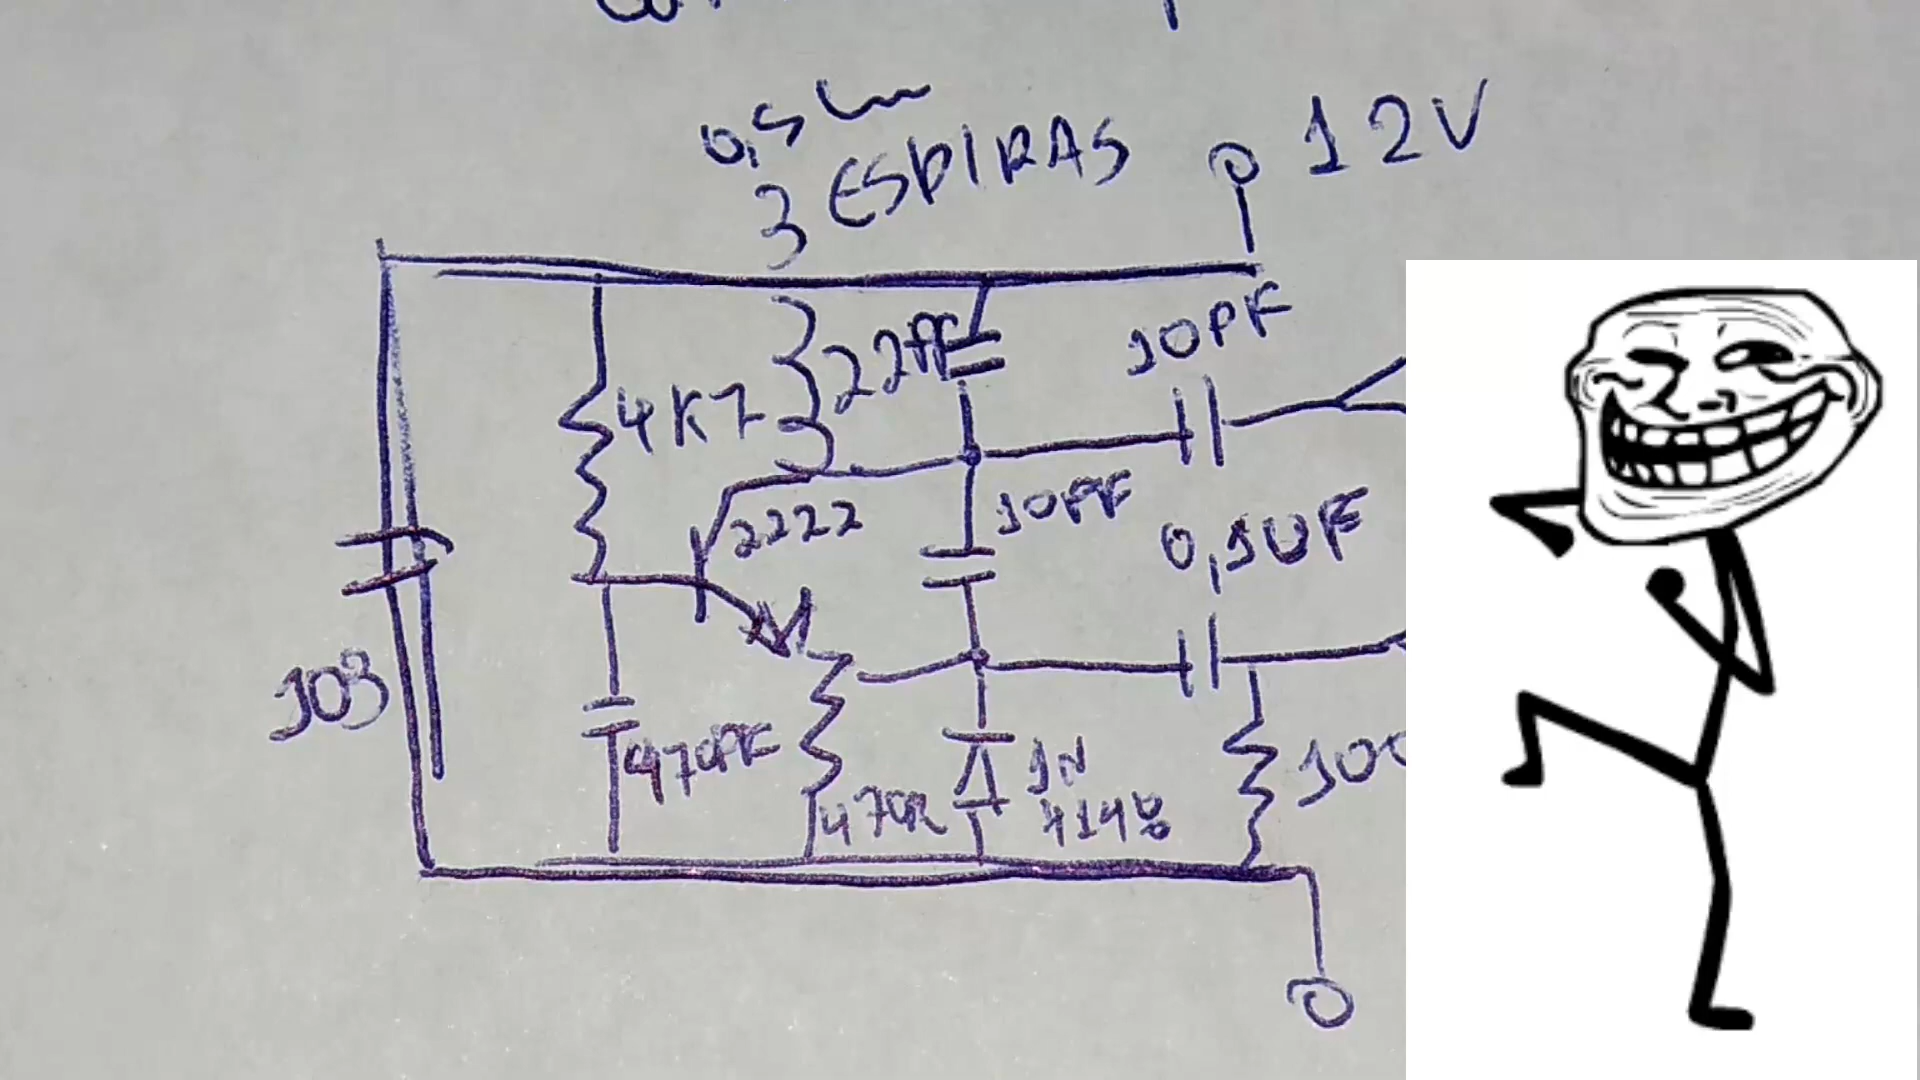 0,5
3 ESPIRAS
12V
10PF
22PF
4K7
2222
10PF
0,1UF
103
470PF
470R
1N
4148